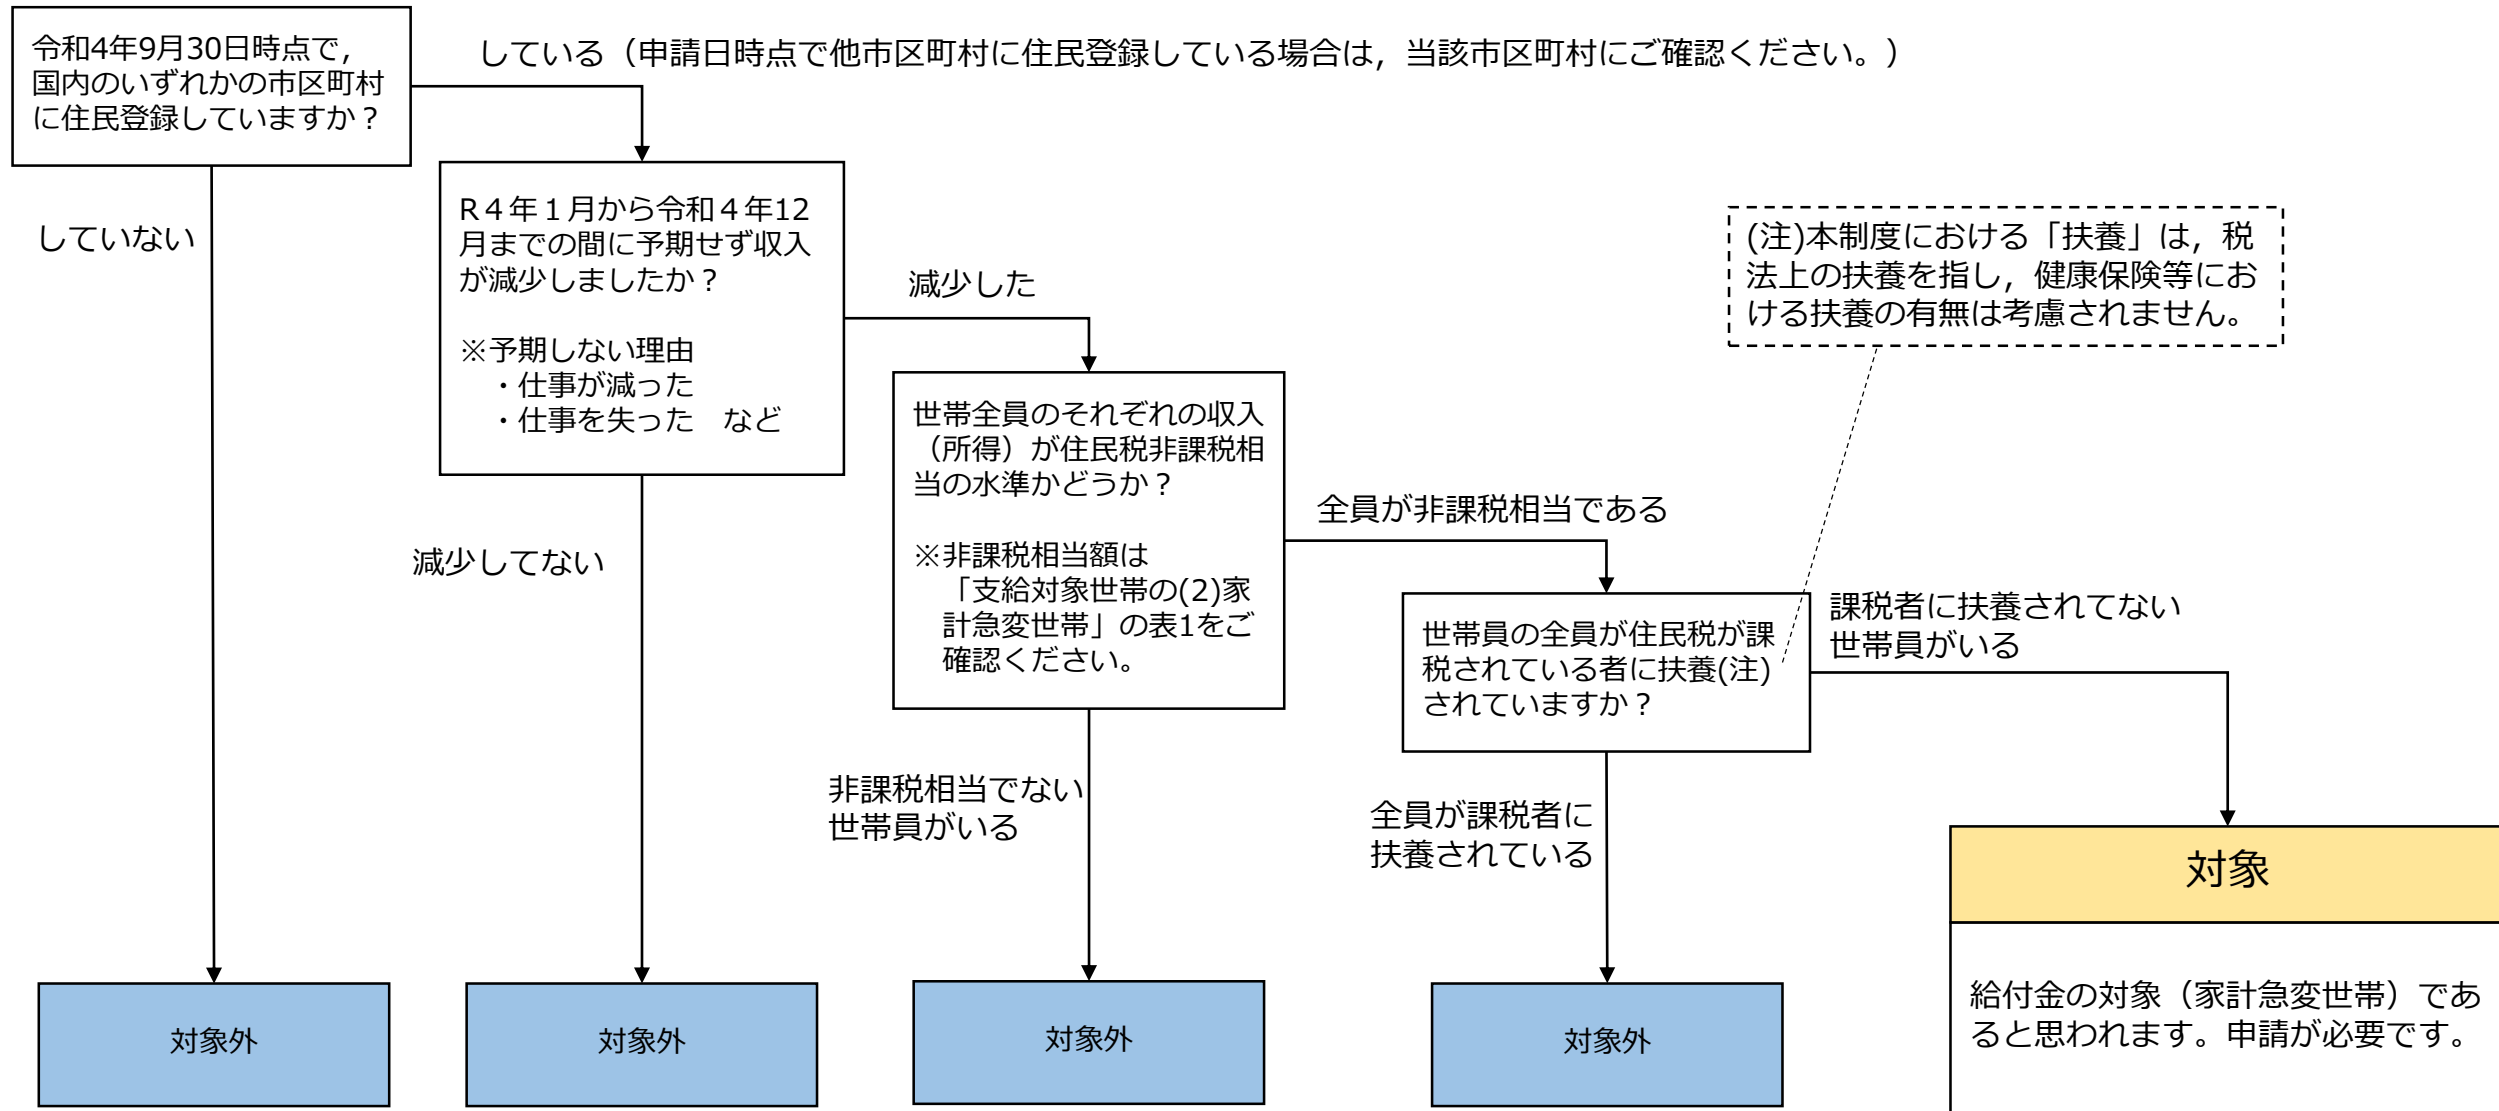 令和4年9月30日時点で，
国内のいずれかの市区町村
に住民登録していますか？
している（申請日時点で他市区町村に住民登録している場合は，当該市区町村にご確認ください。）
していない
R４年１月から令和４年12
月までの間に予期せず収入
が減少しましたか？
※予期しない理由
・仕事が減った
・仕事を失った　など
減少した
減少してない
(注)本制度における「扶養」は，税
法上の扶養を指し，健康保険等にお
ける扶養の有無は考慮されません。
世帯全員のそれぞれの収入
（所得）が住民税非課税相
当の水準かどうか？
※非課税相当額は
「支給対象世帯の(2)家
計急変世帯」の表1をご
確認ください。
全員が非課税相当である
非課税相当でない
世帯員がいる
世帯員の全員が住民税が課
税されている者に扶養(注)
されていますか？
課税者に扶養されてない
世帯員がいる
全員が課税者に
扶養されている
対象
給付金の対象（家計急変世帯）であ
ると思われます。申請が必要です。
対象外
対象外
対象外
対象外